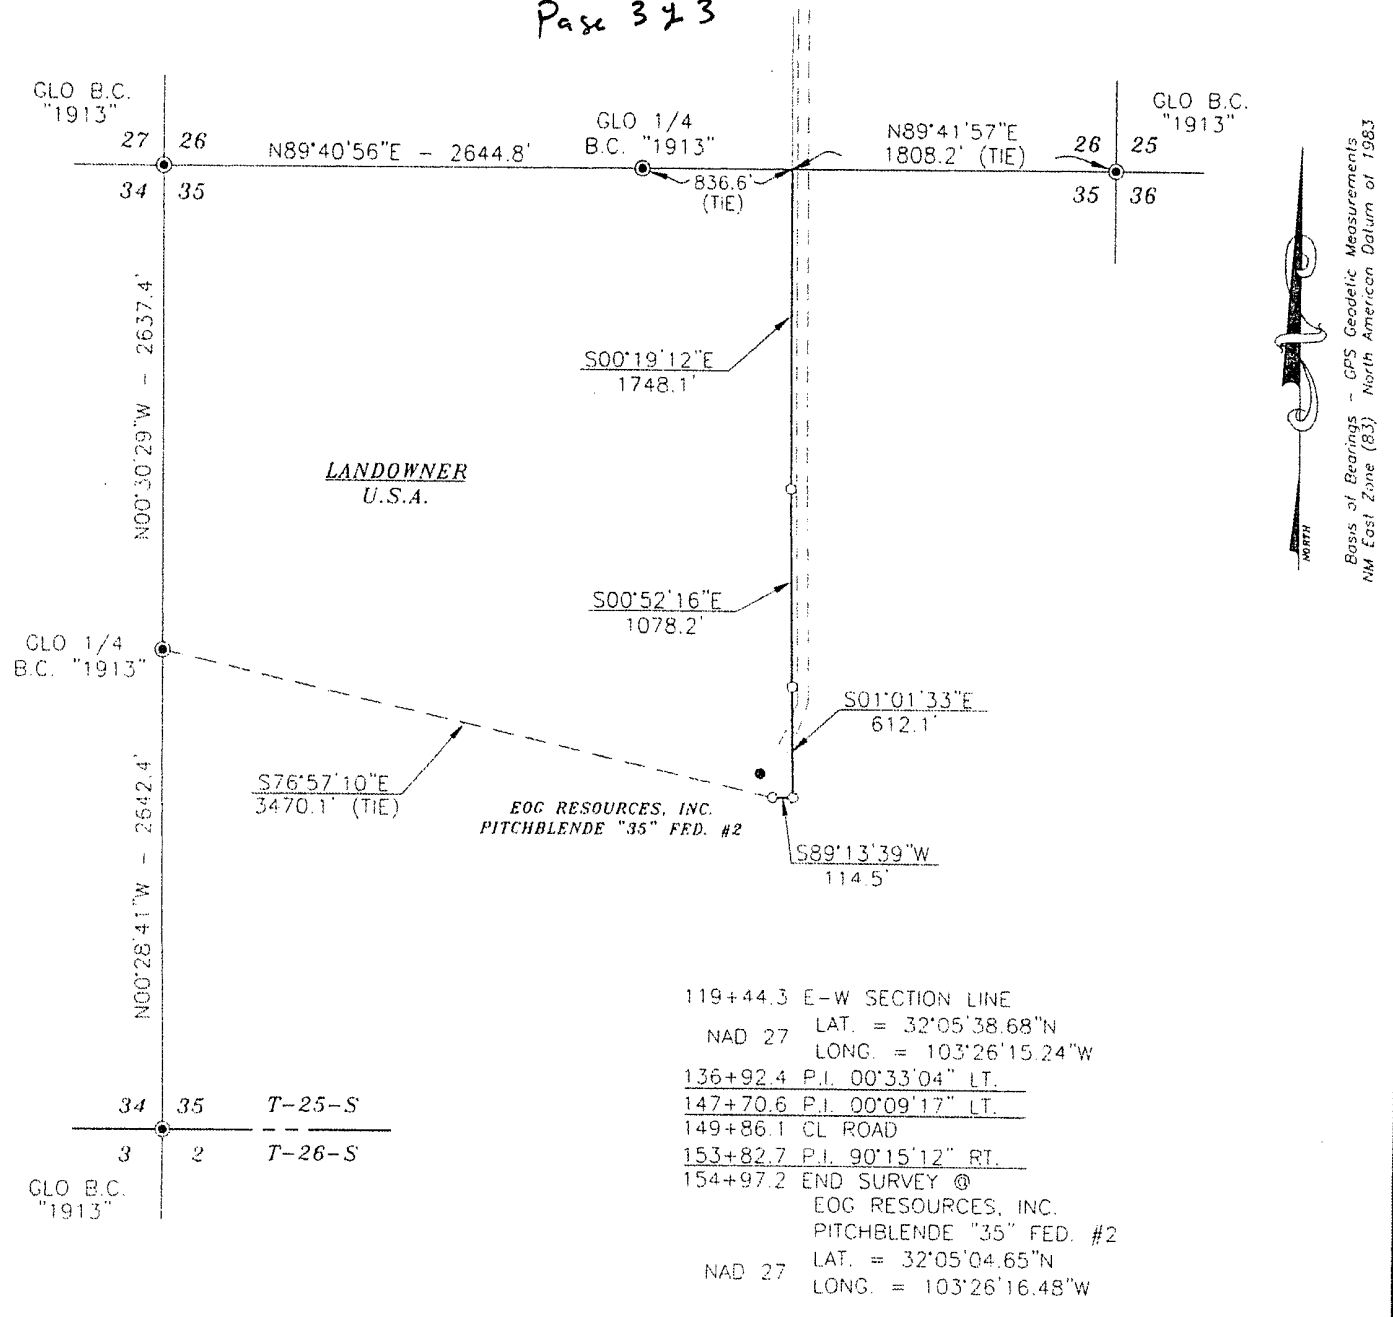 Page 3 of 3
GLO B.C.
"1913"
27 26
34 35
N89°40'56"E - 2644.8'
GLO 1/4
B.C. "1913"
836.6'
(TIE)
N89°41'57"E
1808.2' (TIE)
GLO B.C.
"1913"
26 25
35 36
N00°30'29"W - 2637.4'
S00°19'12"E
1748.1'
LANDOWNER
U.S.A.
NORTH
Basis of Bearings - GPS Geodetic Measurements
NM East Zone (83) North American Datum of 1983
S00°52'16"E
1078.2'
GLO 1/4
B.C. "1913"
S01°01'33"E
612.1'
S76°57'10"E
3470.1' (TIE)
EOG RESOURCES, INC.
PITCHBLENDE "35" FED. #2
S89°13'39"W
114.5'
N00°28'41"W - 2642.4'
34 35 T-25-S
3 2 T-26-S
GLO B.C.
"1913"
119+44.3 E-W SECTION LINE
NAD 27 LAT. = 32°05'38.68"N
LONG. = 103°26'15.24"W
136+92.4 P.I. 00°33'04" LT.
147+70.6 P.I. 00°09'17" LT.
149+86.1 CL ROAD
153+82.7 P.I. 90°15'12" RT.
154+97.2 END SURVEY @
EOG RESOURCES, INC.
PITCHBLENDE "35" FED. #2
NAD 27 LAT. = 32°05'04.65"N
LONG. = 103°26'16.48"W